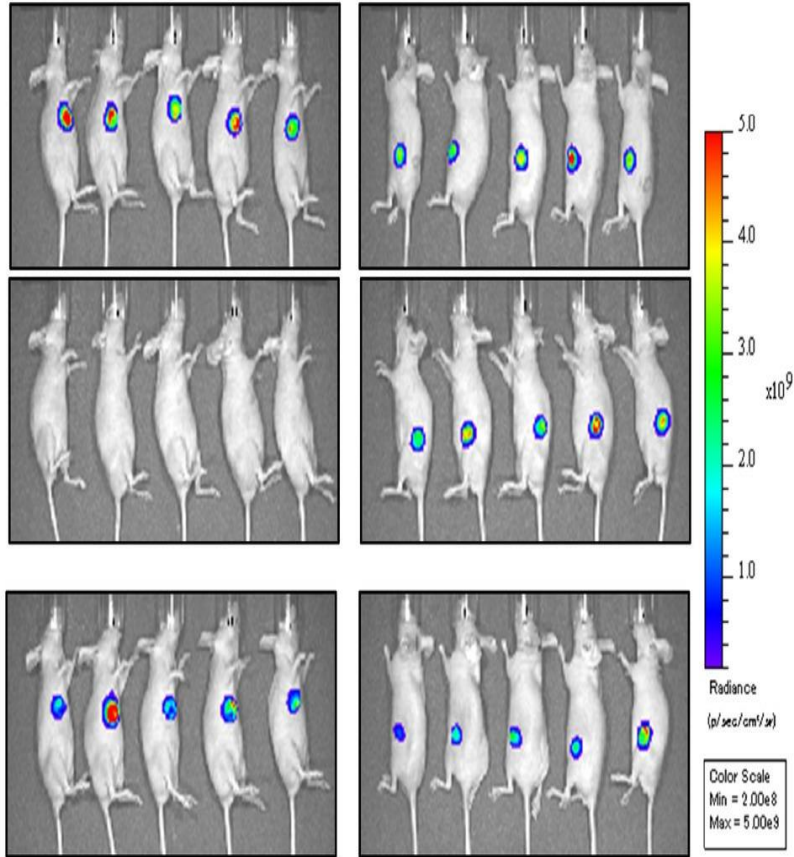 5.0
4.0
3.0
x10⁹
2.0
1.0
Radiance
(p/sec/cm²/sr)
Color Scale
Min = 2.00e8
Max = 5.00e9